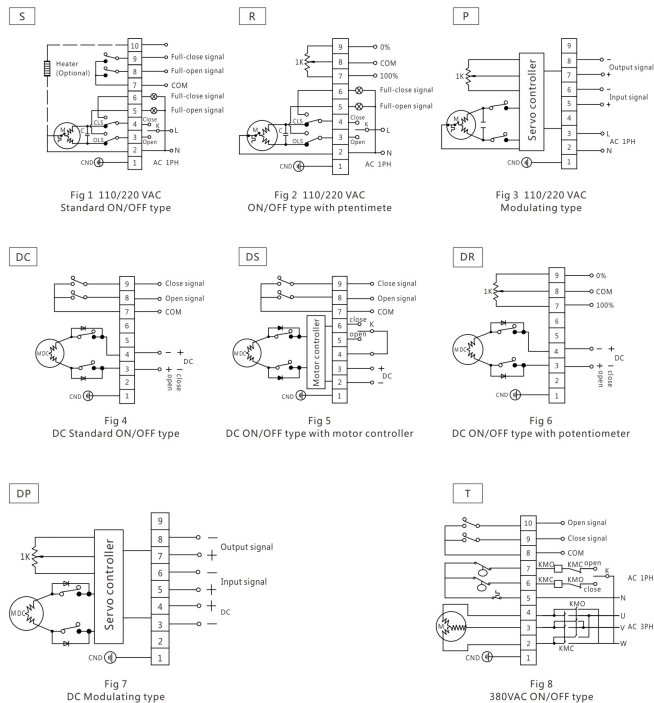 S
10
9
8
7
6
5
4
3
2
1
Heater
(Optional)
Full-close signal
Full-open signal
COM
Full-close signal
Full-open signal
CLS
C
OLS
M
Close
K
L
Open
N
CND
AC 1PH
Fig 1 110/220 VAC
Standard ON/OFF type
R
9
8
7
6
5
4
3
2
1
1K
0%
COM
100%
Full-close signal
Full-open signal
CLS
C
OLS
M
Close
K
L
Open
N
CND
AC 1PH
Fig 2 110/220 VAC
ON/OFF type with ptentimete
P
9
8
7
6
5
4
3
2
1
1K
M
Servo controller
−
Output signal
+
−
Input signal
+
L
AC 1PH
N
CND
Fig 3 110/220 VAC
Modulating type
DC
9
8
7
6
5
4
3
2
1
Close signal
Open signal
COM
MDC
− +
DC
+ −
open
close
CND
Fig 4
DC Standard ON/OFF type
DS
9
8
7
6
5
4
3
2
1
Close signal
Open signal
COM
close
K
open
MDC
Motor controller
+
DC
−
CND
Fig 5
DC ON/OFF type with motor controller
DR
9
8
7
6
5
4
3
2
1
1K
0%
COM
100%
MDC
− +
DC
+ −
open
close
CND
Fig 6
DC ON/OFF type with potentiometer
DP
9
8
7
6
5
4
3
2
1
1K
MDC
Servo controller
−
Output signal
+
−
Input signal
+
+
DC
−
CND
Fig 7
DC Modulating type
T
10
9
8
7
6
5
4
3
2
1
Open signal
Close signal
COM
KMO KMC open
K
KMC KMO close
AC 1PH
N
KMO
U
V AC 3PH
W
KMC
M
CND
Fig 8
380VAC ON/OFF type